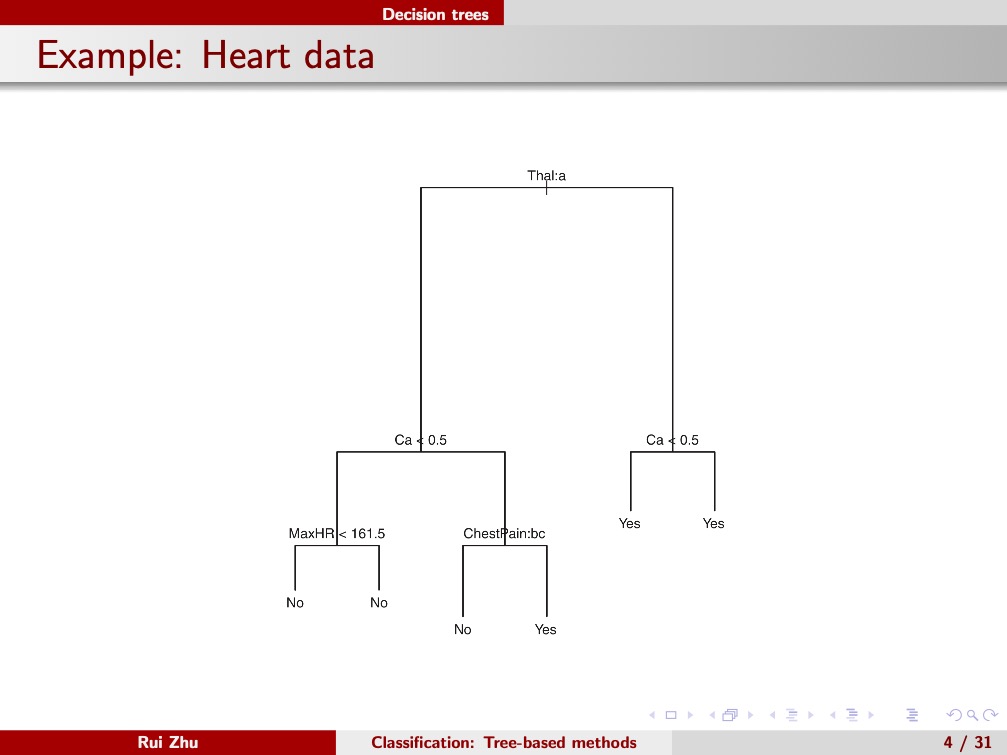 Decision trees
Example: Heart data
Thal:a
Ca < 0.5
Ca < 0.5
MaxHR < 161.5
ChestPain:bc
Yes
Yes
No
No
No
Yes
Rui Zhu
Classification: Tree-based methods
4 / 31